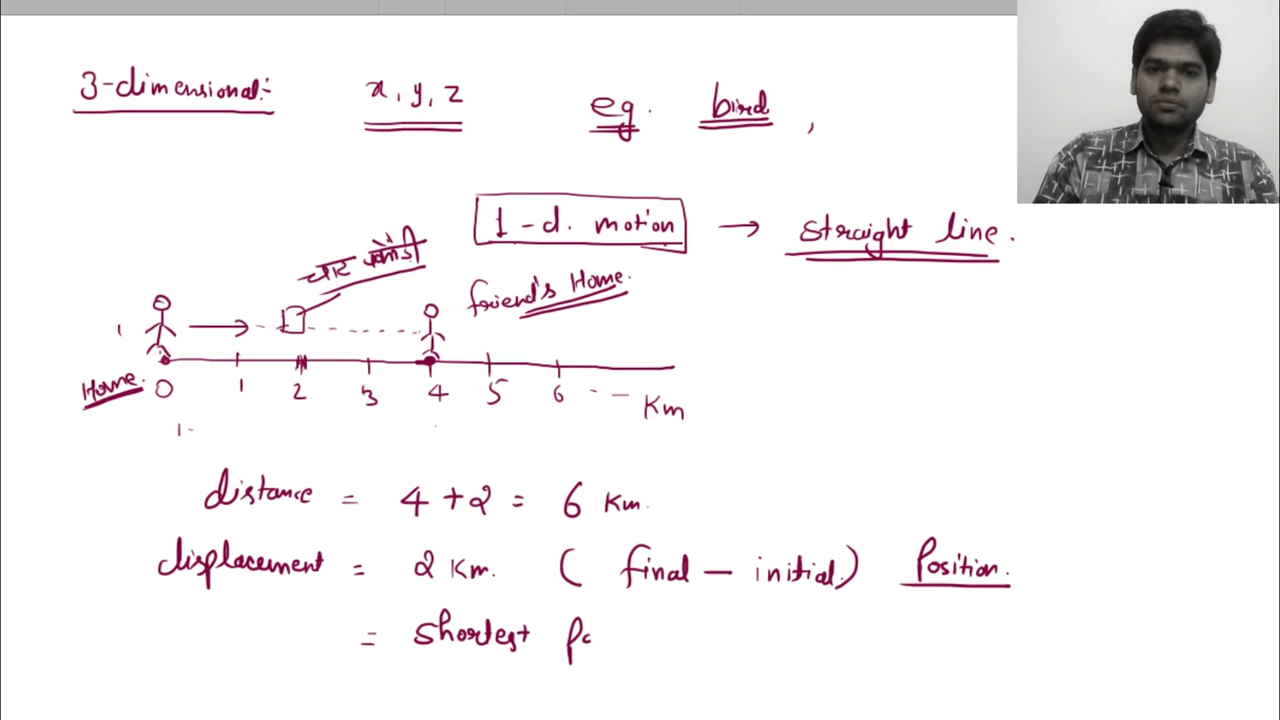 3-dimensional:- x, y, z eg. bird ,
1-d. motion → straight line.
friend's Home.
Home. 0 1 2 3 4 5 6 - - Km
distance = 4 + 2 = 6 Km.
displacement = 2 Km. ( final - initial.) Position.
= shortest pa